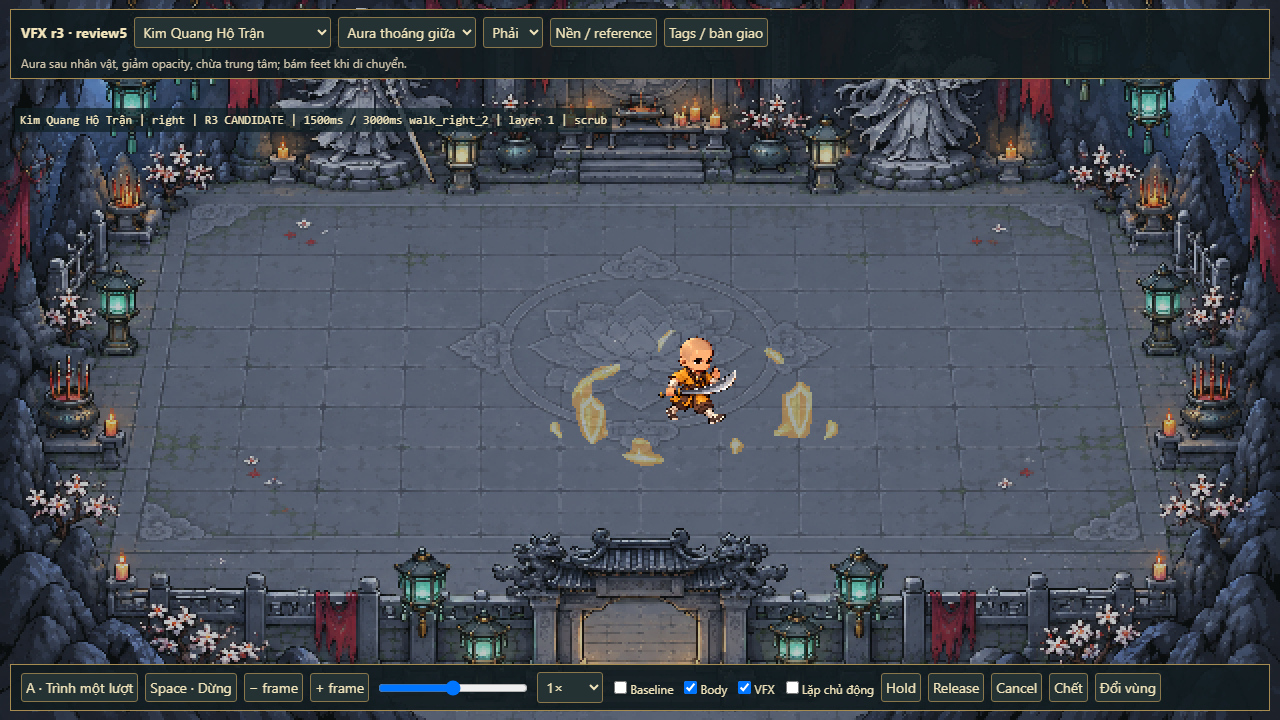 VFX r3 · review5 Kim Quang Hộ Trận Aura thoáng giữa Phải Nền / reference Tags / bàn giao
Aura sau nhân vật, giảm opacity, chừa trung tâm; bám feet khi di chuyển.
Kim Quang Hộ Trận | right | R3 CANDIDATE | 1500ms / 3000ms walk_right_2 | layer 1 | scrub
A · Trình một lượt Space · Dừng − frame + frame 1× Baseline Body VFX Lặp chủ động Hold Release Cancel Chết Đổi vùng